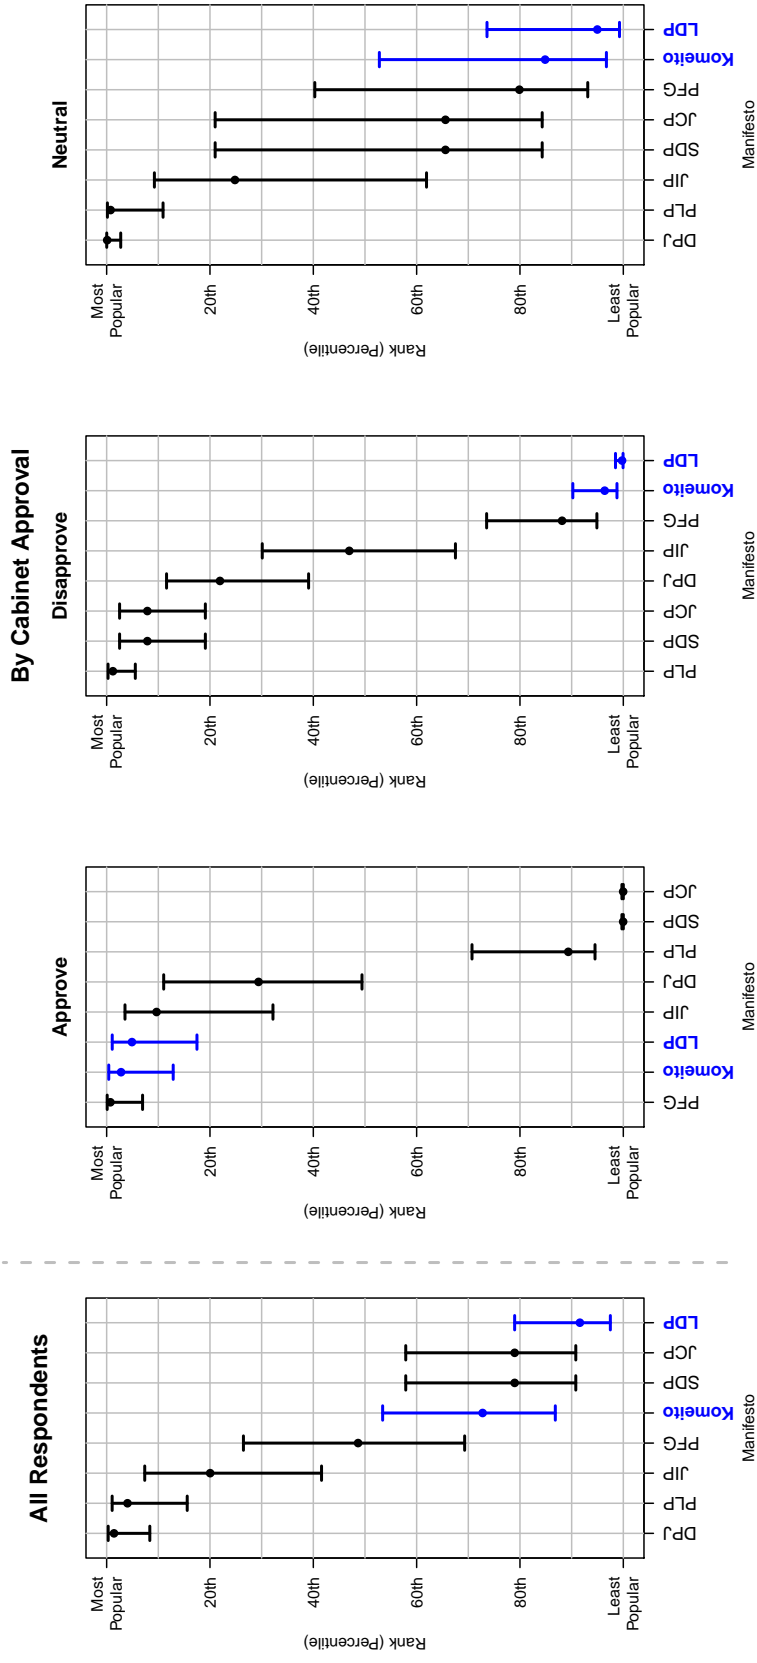 All Respondents
By Cabinet Approval
Approve
Disapprove
Neutral
Rank (Percentile)
Most
Popular
20th
40th
60th
80th
Least
Popular
DPJ
PLP
JIP
PFG
Komeito
SDP
JCP
LDP
Manifesto
Rank (Percentile)
Most
Popular
20th
40th
60th
80th
Least
Popular
PFG
Komeito
LDP
JIP
DPJ
PLP
SDP
JCP
Manifesto
Rank (Percentile)
Most
Popular
20th
40th
60th
80th
Least
Popular
PLP
SDP
JCP
DPJ
JIP
PFG
Komeito
LDP
Manifesto
Rank (Percentile)
Most
Popular
20th
40th
60th
80th
Least
Popular
DPJ
PLP
JIP
SDP
JCP
PFG
Komeito
LDP
Manifesto